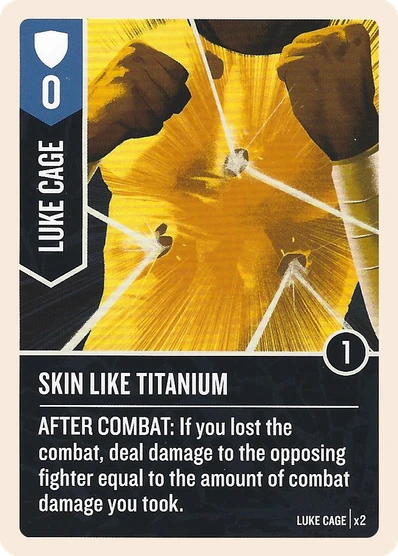 0
LUKE CAGE
1
SKIN LIKE TITANIUM
AFTER COMBAT: If you lost the
combat, deal damage to the opposing
fighter equal to the amount of combat
damage you took.
LUKE CAGE | x2